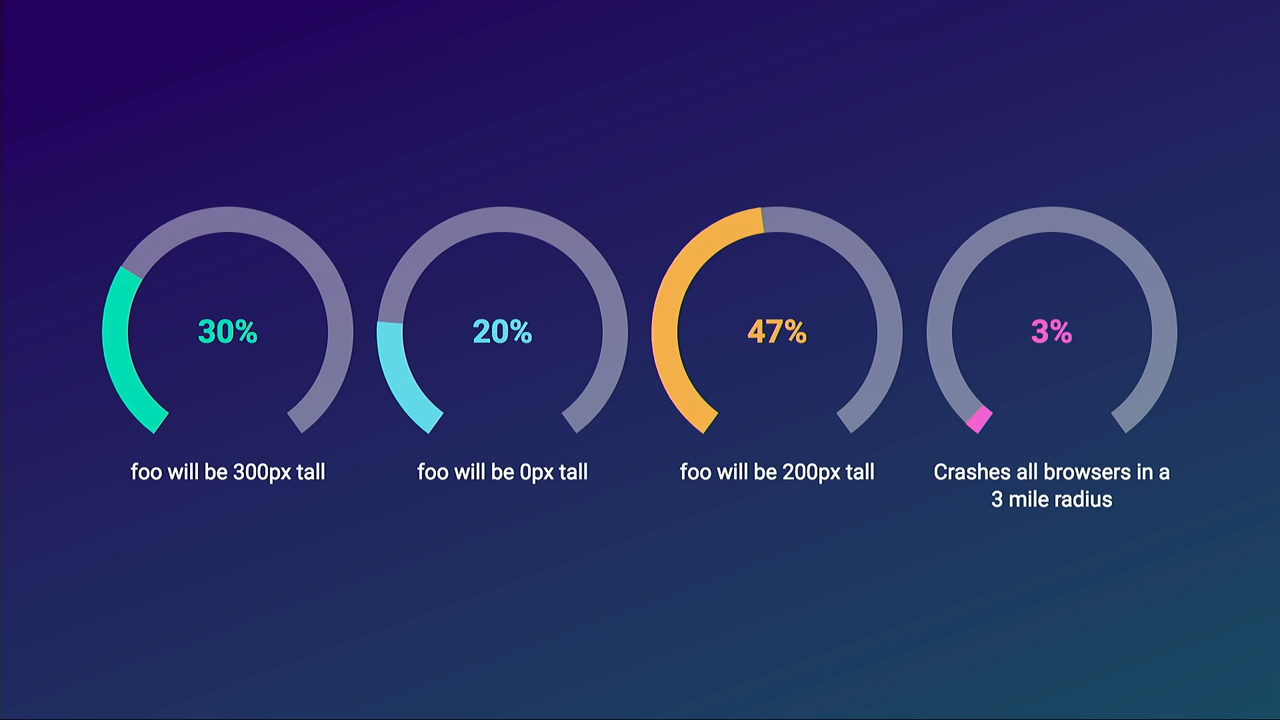 30%
20%
47%
3%
foo will be 300px tall
foo will be 0px tall
foo will be 200px tall
Crashes all browsers in a
3 mile radius